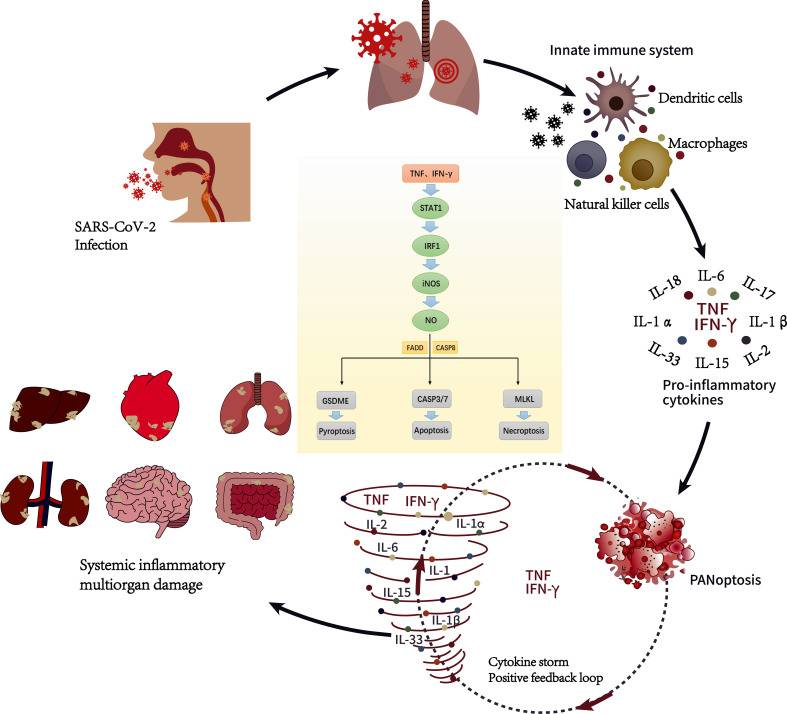 Innate immune system
Dendritic cells
Macrophages
Natural killer cells
SARS-CoV-2
Infection
TNF、IFN-γ
STAT1
IRF1
iNOS
NO
FADD CASP8
GSDME CASP3/7 MLKL
Pyroptosis Apoptosis Necroptosis
IL-18 IL-6 IL-17
TNF
IL-1 α IFN-γ IL-1 β
IL-33 IL-15 IL-2
Pro-inflammatory
cytokines
PANoptosis
TNF IFN-γ
IL-2 IL-1α
IL-6
IL-1
IL-15
IL-1β
IL-33
TNF
IFN-γ
Cytokine storm
Positive feedback loop
Systemic inflammatory
multiorgan damage